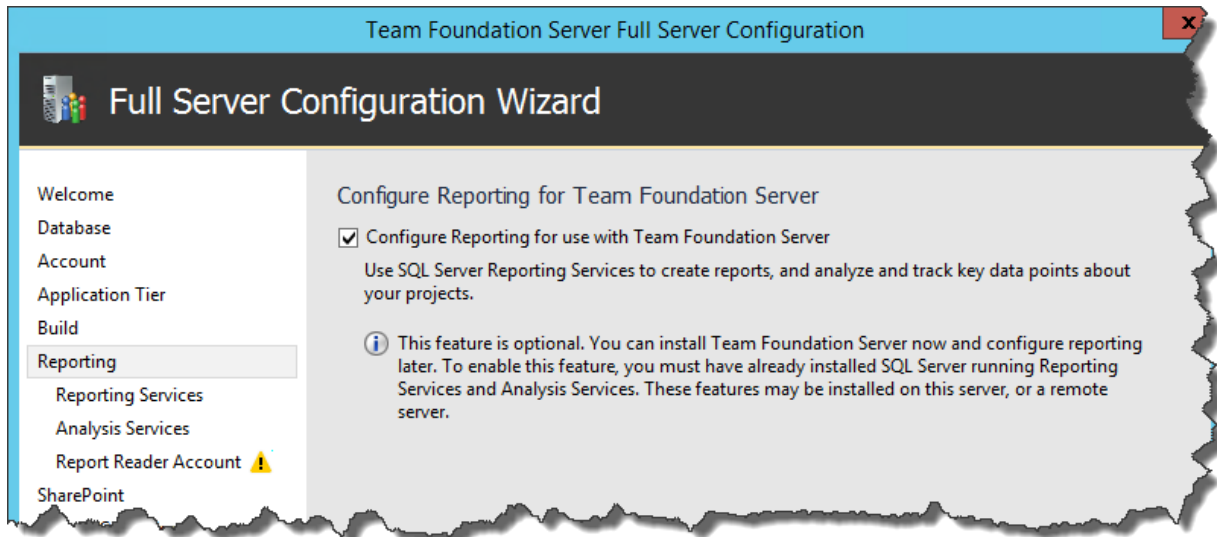 Team Foundation Server Full Server Configuration
x
Full Server Configuration Wizard
Welcome
Database
Account
Application Tier
Build
Reporting
Reporting Services
Analysis Services
Report Reader Account
SharePoint
Configure Reporting for Team Foundation Server
Configure Reporting for use with Team Foundation Server
Use SQL Server Reporting Services to create reports, and analyze and track key data points about
your projects.
This feature is optional. You can install Team Foundation Server now and configure reporting
later. To enable this feature, you must have already installed SQL Server running Reporting
Services and Analysis Services. These features may be installed on this server, or a remote
server.